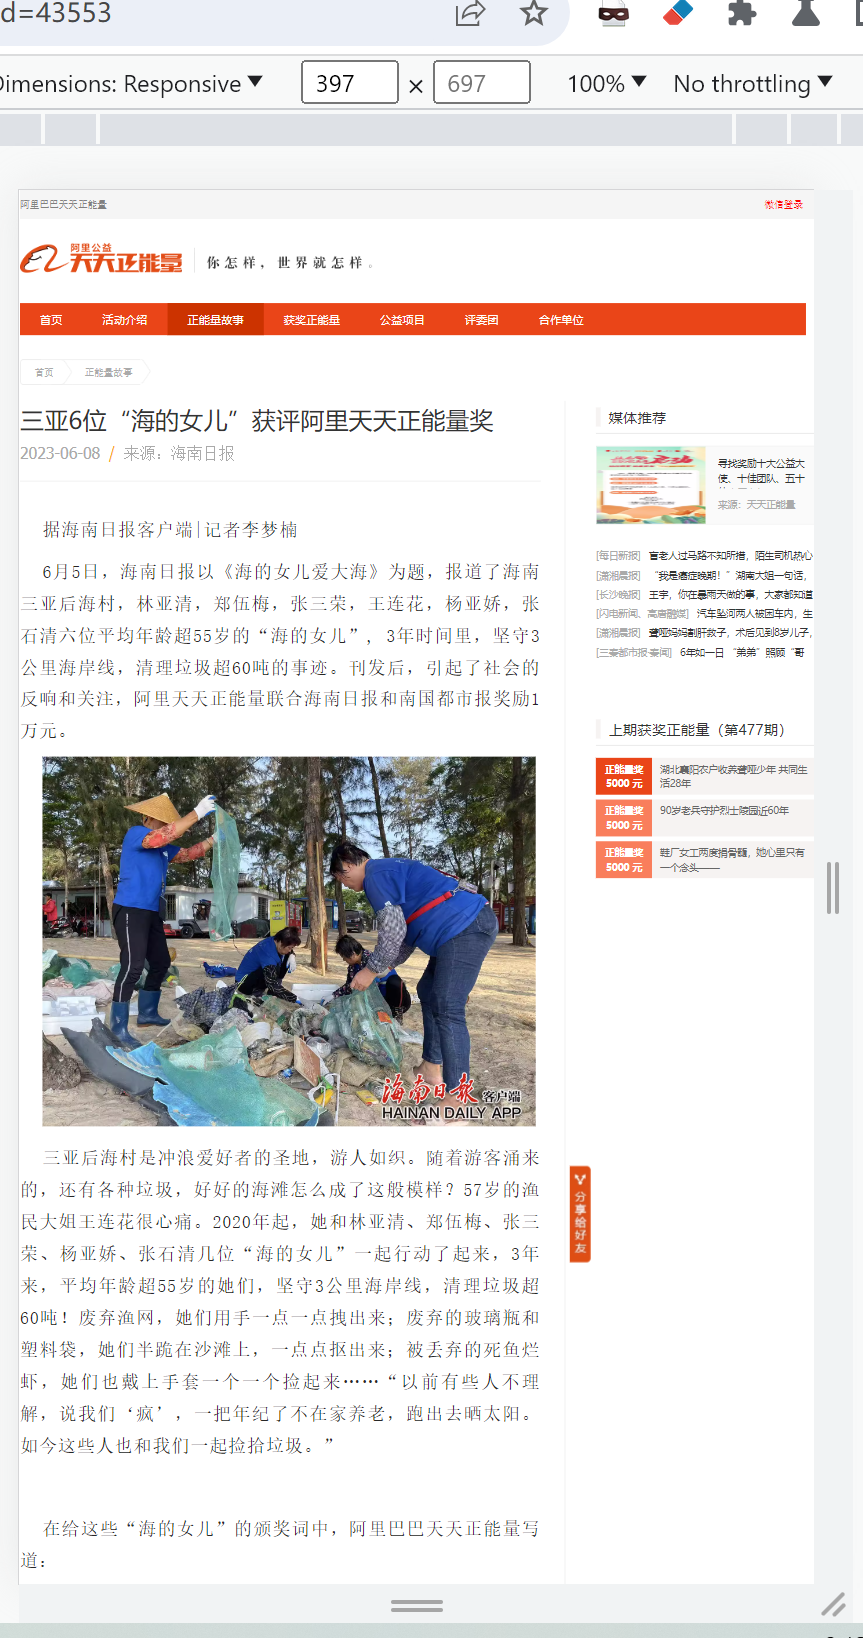 d=43553
Dimensions: Responsive
397
×
697
100%
No throttling
阿里巴巴天天正能量
微信登录
阿里公益
天天正能量
你怎样，世界就怎样。
首页
活动介绍
正能量故事
获奖正能量
公益项目
评委团
合作单位
首页
正能量故事
三亚6位“海的女儿”获评阿里天天正能量奖
2023-06-08 / 来源：海南日报
据海南日报客户端|记者李梦楠
6月5日，海南日报以《海的女儿爱大海》为题，报道了海南
三亚后海村，林亚清，郑伍梅，张三荣，王连花，杨亚娇，张
石清六位平均年龄超55岁的“海的女儿”, 3年时间里，坚守3
公里海岸线，清理垃圾超60吨的事迹。刊发后，引起了社会的
反响和关注，阿里天天正能量联合海南日报和南国都市报奖励1
万元。
海南日报 客户端
HAINAN DAILY APP
三亚后海村是冲浪爱好者的圣地，游人如织。随着游客涌来
的，还有各种垃圾，好好的海滩怎么成了这般模样？57岁的渔
民大姐王连花很心痛。2020年起，她和林亚清、郑伍梅、张三
荣、杨亚娇、张石清几位“海的女儿”一起行动了起来，3年
来，平均年龄超55岁的她们，坚守3公里海岸线，清理垃圾超
60吨！废弃渔网，她们用手一点一点拽出来；废弃的玻璃瓶和
塑料袋，她们半跪在沙滩上，一点点抠出来；被丢弃的死鱼烂
虾，她们也戴上手套一个一个捡起来……“以前有些人不理
解，说我们‘疯’，一把年纪了不在家养老，跑出去晒太阳。
如今这些人也和我们一起捡拾垃圾。”
在给这些“海的女儿”的颁奖词中，阿里巴巴天天正能量写
道：
媒体推荐
寻找奖励十大公益大
使、十佳团队、五十
来源：天天正能量
[每日新报] 盲老人过马路不知所措，陌生司机热心
[潇湘晨报] “我是癌症晚期！”湖南大姐一句话，
[长沙晚报] 王宇，你在暴雨天做的事，大家都知道
[闪电新闻、高唐融媒] 汽车坠河两人被困车内，生
[潇湘晨报] 聋哑妈妈割肝救子，术后见到8岁儿子，
[三秦都市报·秦闻] 6年如一日 “弟弟”照顾“哥
上期获奖正能量（第477期）
正能量奖
5000 元
湖北襄阳农户收养聋哑少年 共同生
活28年
正能量奖
5000 元
90岁老兵守护烈士陵园近60年
正能量奖
5000 元
鞋厂女工两度捐骨髓，她心里只有
一个念头——
分享给好友